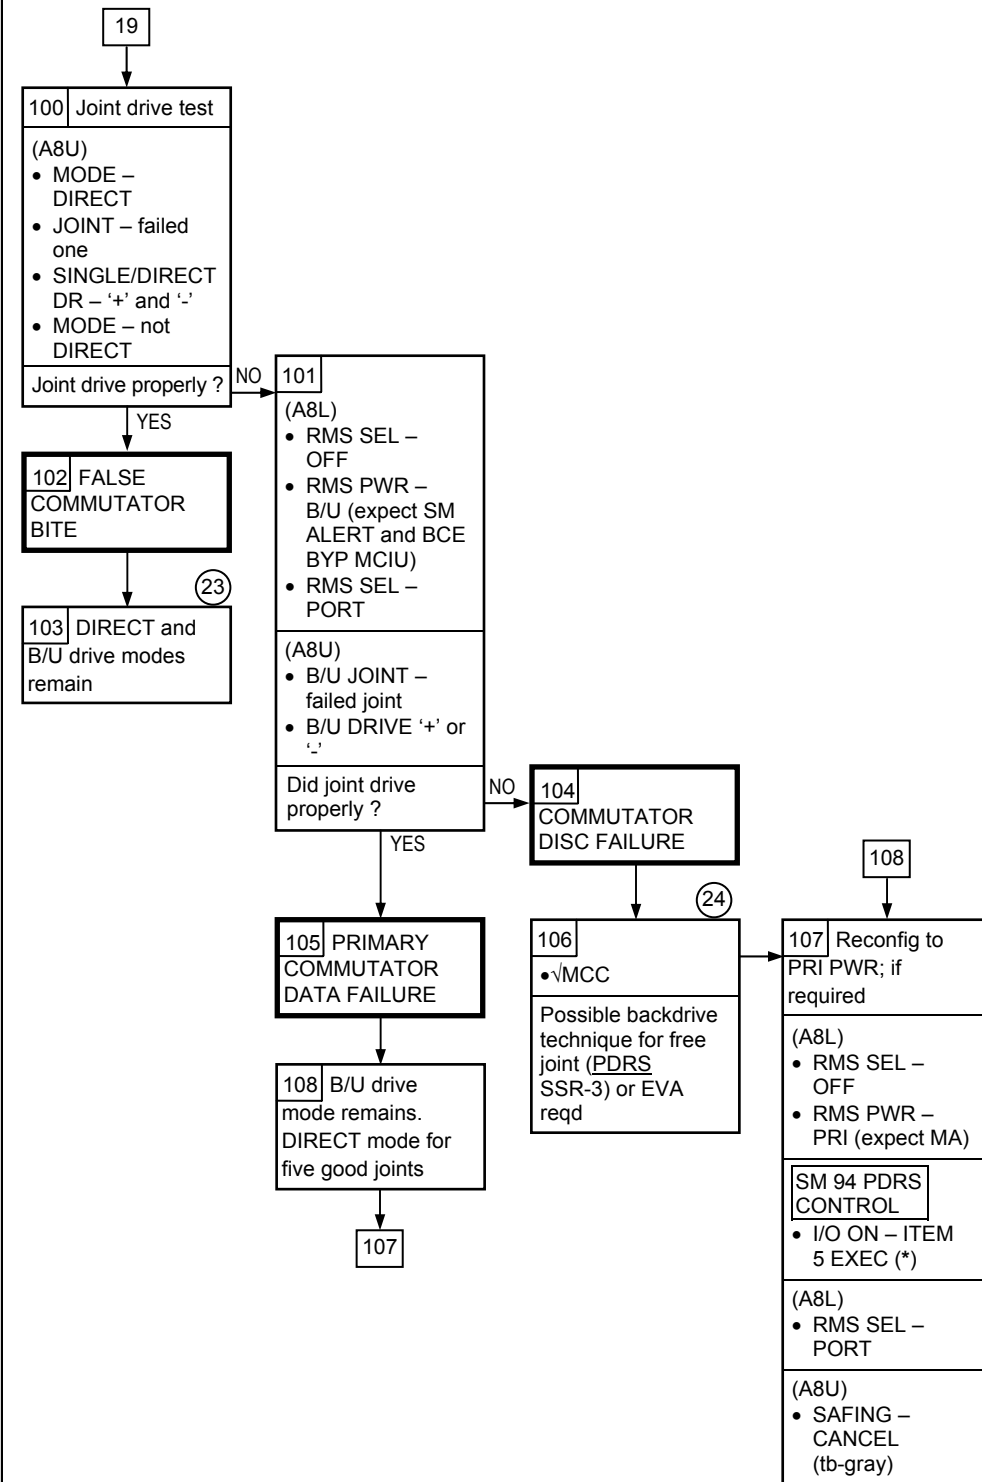 19
100 Joint drive test
(A8U)
• MODE –
DIRECT
• JOINT – failed
one
• SINGLE/DIRECT
DR – ‘+’ and ‘-’
• MODE – not
DIRECT
Joint drive properly ?
NO
YES
102 FALSE
COMMUTATOR
BITE
23
103 DIRECT and
B/U drive modes
remain
101
(A8L)
• RMS SEL –
OFF
• RMS PWR –
B/U (expect SM
ALERT and BCE
BYP MCIU)
• RMS SEL –
PORT
(A8U)
• B/U JOINT –
failed joint
• B/U DRIVE ‘+’ or
‘-’
Did joint drive
properly ?
NO
YES
105 PRIMARY
COMMUTATOR
DATA FAILURE
108 B/U drive
mode remains.
DIRECT mode for
five good joints
107
104
COMMUTATOR
DISC FAILURE
24
106
•√MCC
Possible backdrive
technique for free
joint (PDRS
SSR-3) or EVA
reqd
108
107 Reconfig to
PRI PWR; if
required
(A8L)
• RMS SEL –
OFF
• RMS PWR –
PRI (expect MA)
SM 94 PDRS
CONTROL
• I/O ON – ITEM
5 EXEC (*)
(A8L)
• RMS SEL –
PORT
(A8U)
• SAFING –
CANCEL
(tb-gray)